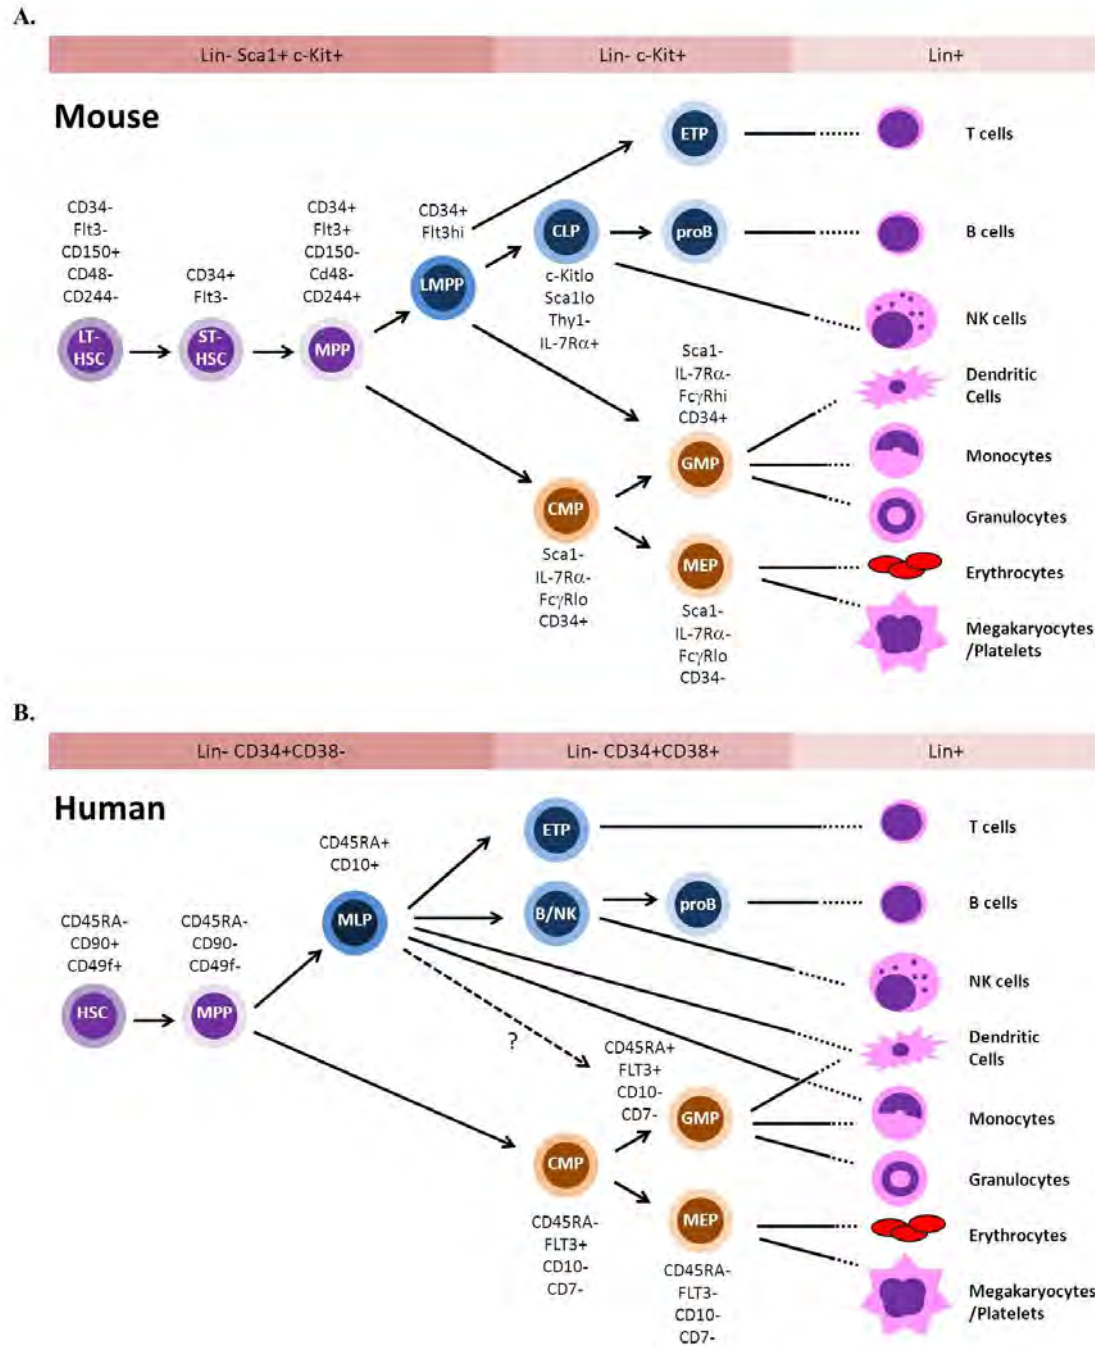 A.
Lin- Sca1+ c-Kit+
Lin- c-Kit+
Lin+
Mouse
CD34-
Flt3-
CD150+
CD48-
CD244-
LT-
HSC
CD34+
Flt3-
ST-
HSC
CD34+
Flt3+
CD150-
Cd48-
CD244+
MPP
CD34+
Flt3hi
LMPP
ETP
T cells
CLP
c-Kitlo
Sca1lo
Thy1-
IL-7Rα+
proB
B cells
NK cells
Sca1-
IL-7Rα-
FcγRhi
CD34+
GMP
Dendritic
Cells
Monocytes
Granulocytes
CMP
Sca1-
IL-7Rα-
FcγRlo
CD34+
MEP
Sca1-
IL-7Rα-
FcγRlo
CD34-
Erythrocytes
Megakaryocytes
/Platelets
B.
Lin- CD34+CD38-
Lin- CD34+CD38+
Lin+
Human
CD45RA-
CD90+
CD49f+
HSC
CD45RA-
CD90-
CD49f-
MPP
CD45RA+
CD10+
MLP
ETP
T cells
B/NK
proB
B cells
NK cells
?
CD45RA+
FLT3+
CD10-
CD7-
GMP
Dendritic
Cells
Monocytes
Granulocytes
CMP
CD45RA-
FLT3+
CD10-
CD7-
MEP
CD45RA-
FLT3-
CD10-
CD7-
Erythrocytes
Megakaryocytes
/Platelets